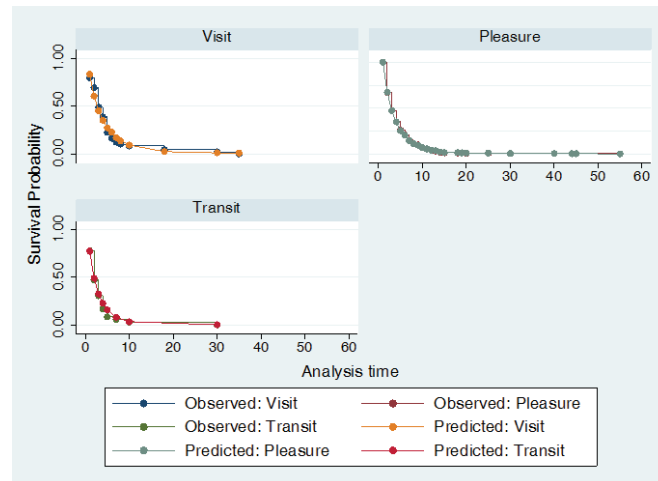 Visit
Pleasure
1.00
0.50
0.00
0 10 20 30 40 50 60
Transit
1.00
0.50
0.00
0 10 20 30 40 50 60
Survival Probability
Analysis time
Observed: Visit
Observed: Pleasure
Observed: Transit
Predicted: Visit
Predicted: Pleasure
Predicted: Transit